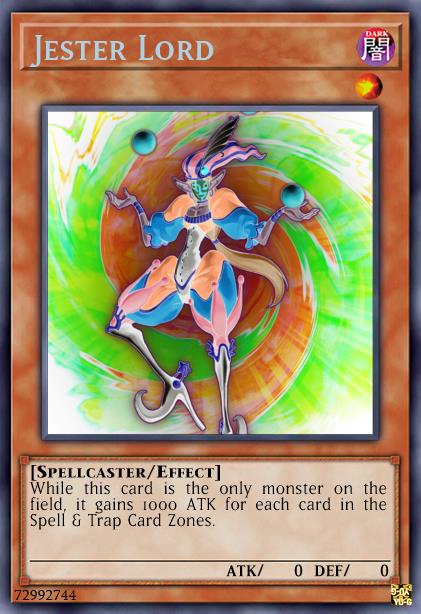 Jester Lord
DARK
闇
[Spellcaster/Effect]
While this card is the only monster on the
field, it gains 1000 ATK for each card in the
Spell & Trap Card Zones.
ATK/ 0 DEF/ 0
72992744